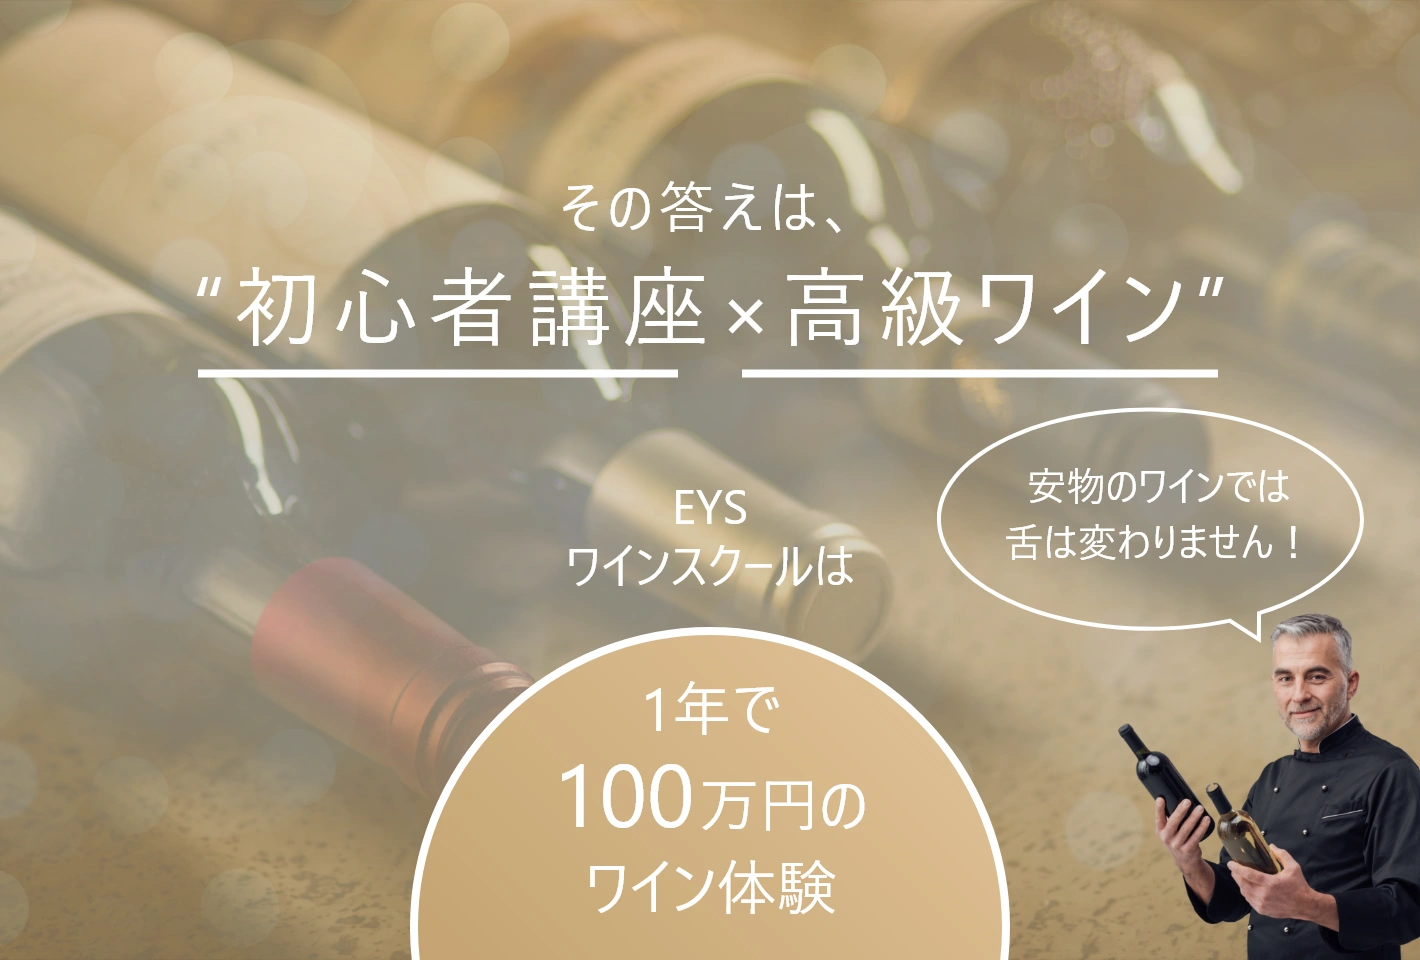 その答えは、
“初心者講座×高級ワイン”
安物のワインでは
舌は変わりません！
EYS
ワインスクールは
1年で
100万円の
ワイン体験